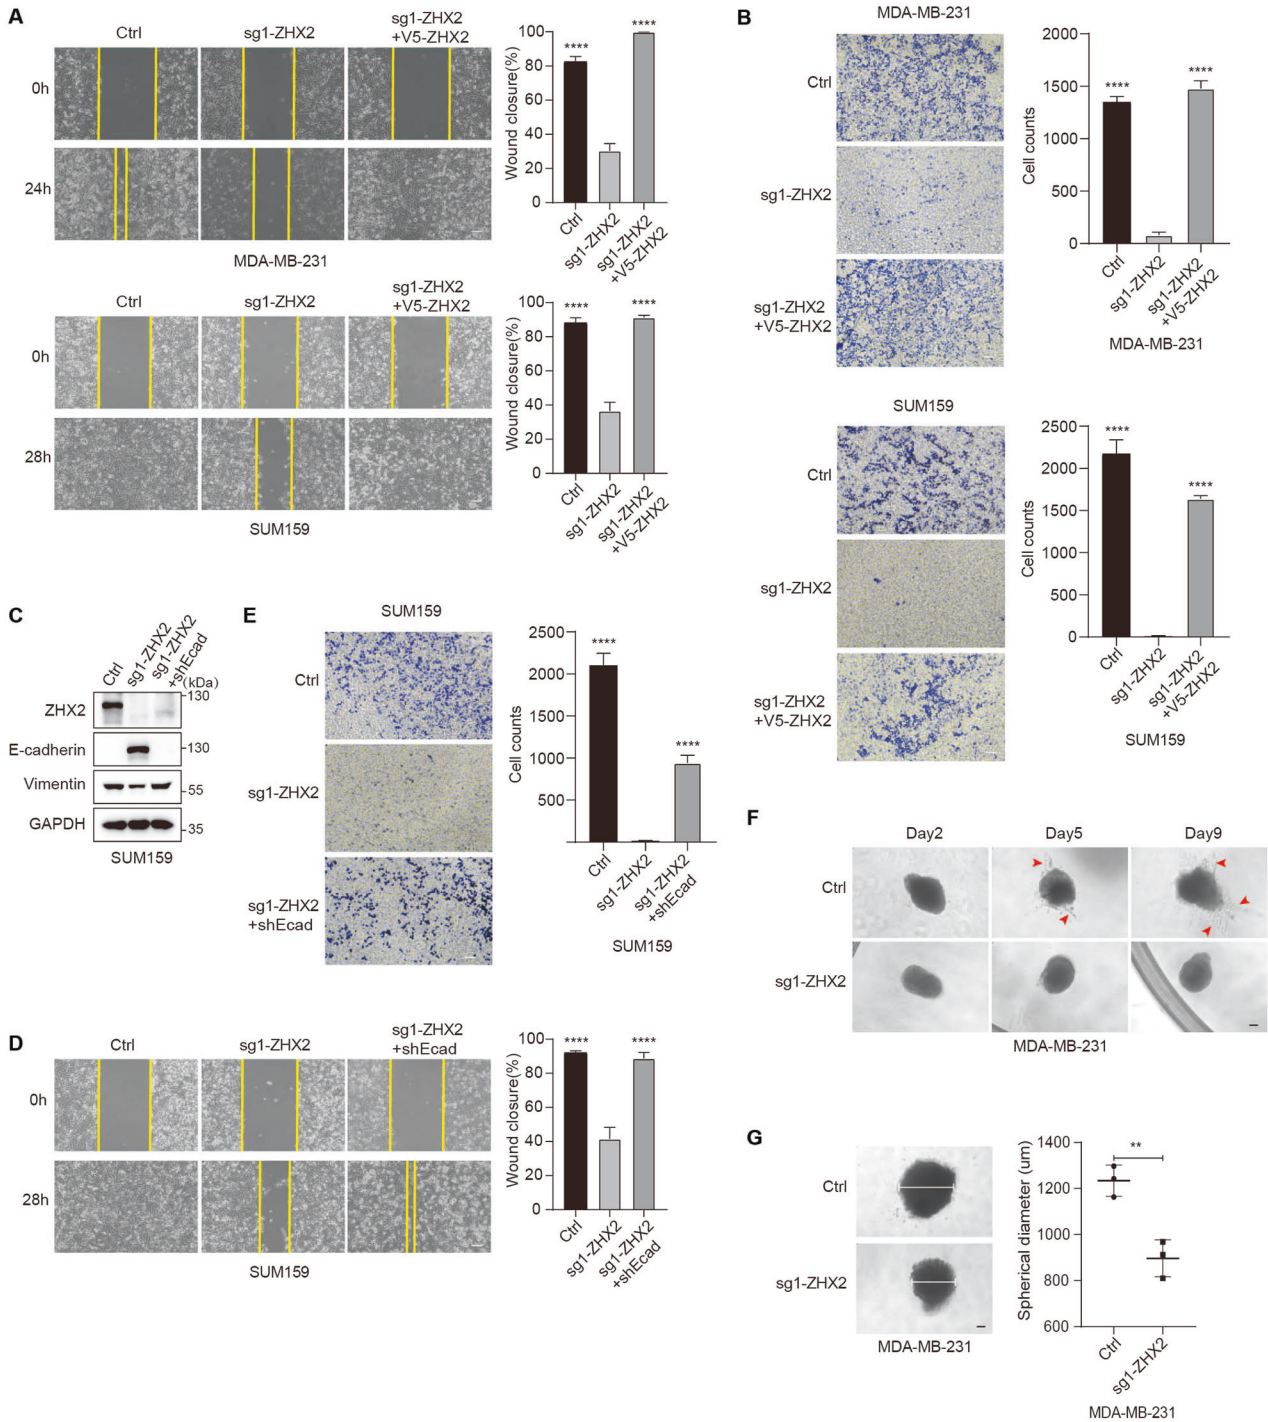 A
Ctrl
sg1-ZHX2
sg1-ZHX2
+V5-ZHX2
0h
24h
MDA-MB-231
Wound closure(%)
100
80
60
40
20
0
****
****
Ctrl
sg1-ZHX2
sg1-ZHX2
+V5-ZHX2
Ctrl
sg1-ZHX2
sg1-ZHX2
+V5-ZHX2
0h
28h
SUM159
Wound closure(%)
100
80
60
40
20
0
****
****
Ctrl
sg1-ZHX2
sg1-ZHX2
+V5-ZHX2
B
MDA-MB-231
Ctrl
sg1-ZHX2
sg1-ZHX2
+V5-ZHX2
Cell counts
2000
1500
1000
500
0
****
****
Ctrl
sg1-ZHX2
sg1-ZHX2
+V5-ZHX2
MDA-MB-231
SUM159
Ctrl
sg1-ZHX2
sg1-ZHX2
+V5-ZHX2
Cell counts
2500
2000
1500
1000
500
0
****
****
Ctrl
sg1-ZHX2
sg1-ZHX2
+V5-ZHX2
SUM159
C
Ctrl
sg1-ZHX2
sg1-ZHX2
+shEcad
(kDa)
ZHX2
130
E-cadherin
130
Vimentin
55
GAPDH
35
SUM159
E
SUM159
Ctrl
sg1-ZHX2
sg1-ZHX2
+shEcad
Cell counts
2500
2000
1500
1000
500
****
****
Ctrl
sg1-ZHX2
sg1-ZHX2
+shEcad
SUM159
F
Day2
Day5
Day9
Ctrl
sg1-ZHX2
MDA-MB-231
D
Ctrl
sg1-ZHX2
sg1-ZHX2
+shEcad
0h
28h
SUM159
Wound closure(%)
100
80
60
40
20
0
****
****
Ctrl
sg1-ZHX2
sg1-ZHX2
+shEcad
G
Ctrl
sg1-ZHX2
MDA-MB-231
Spherical diameter (um)
1400
1200
1000
800
600
**
Ctrl
sg1-ZHX2
MDA-MB-231